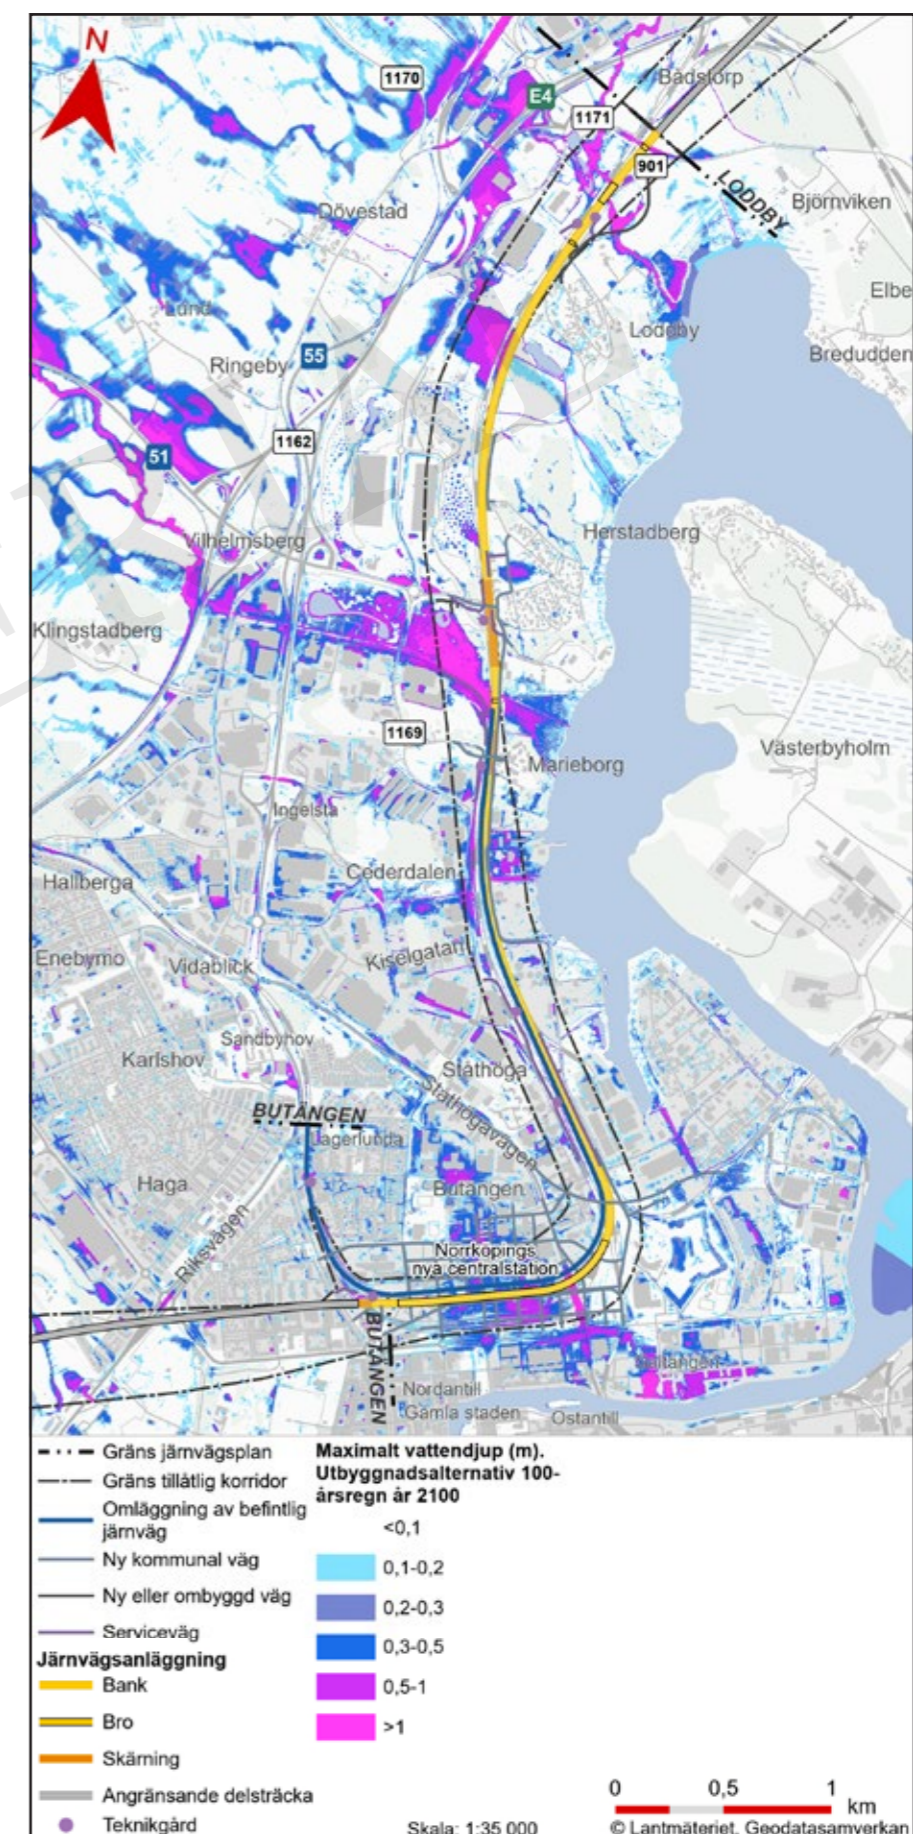 N
1170
E4
1171
Bådstorp
901
LODDBY
Björnviken
Dövestad
Elbe
Lund
Loddby
Bredudden
55
Ringeby
1162
51
Herstadberg
Vilhelmsberg
Klingstadberg
1169
Västerbyholm
Marieborg
Ingelsta
Cederdalen
Hallberga
Kiselgatan
Enebymo
Vidablick
Sandbyhov
Karlshov
Ståthöga
Ståthögavägen
BUTÄNGEN
Lagerlunda
Haga
Butängen
Riksvägen
Norrköpings
nya centralstation
BUTÄNGEN
Saltängen
Nordantill
Gamla staden
Östantill
Gräns järnvägsplan
Gräns tillåtlig korridor
Omläggning av befintlig
järnväg
Ny kommunal väg
Ny eller ombyggd väg
Serviceväg
Järnvägsanläggning
Bank
Bro
Skärning
Angränsande delsträcka
Teknikgård
Maximalt vattendjup (m).
Utbyggnadsalternativ 100-
årsregn år 2100
<0,1
0,1-0,2
0,2-0,3
0,3-0,5
0,5-1
>1
0 0,5 1
km
Skala: 1:35 000
© Lantmäteriet, Geodatasamverkan